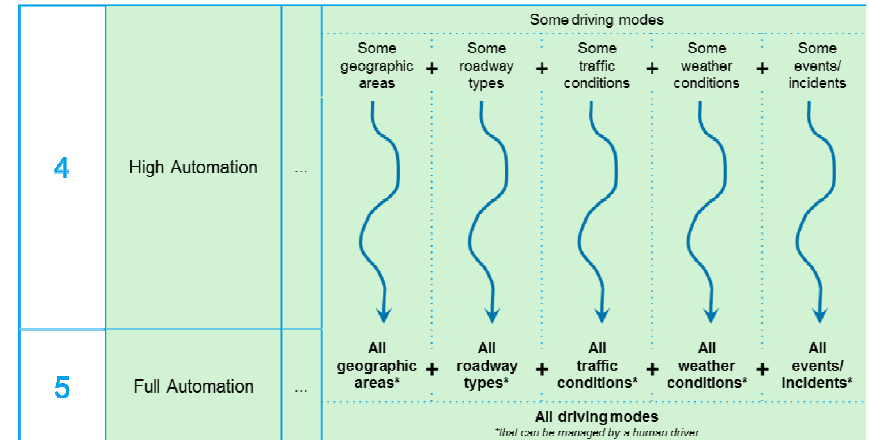 Some driving modes
Some geographic areas + Some roadway types + Some traffic conditions + Some weather conditions + Some events/ incidents
4 High Automation ...
All geographic areas* + All roadway types* + All traffic conditions* + All weather conditions* + All events/ incidents*
5 Full Automation ...
All driving modes
*that can be managed by a human driver